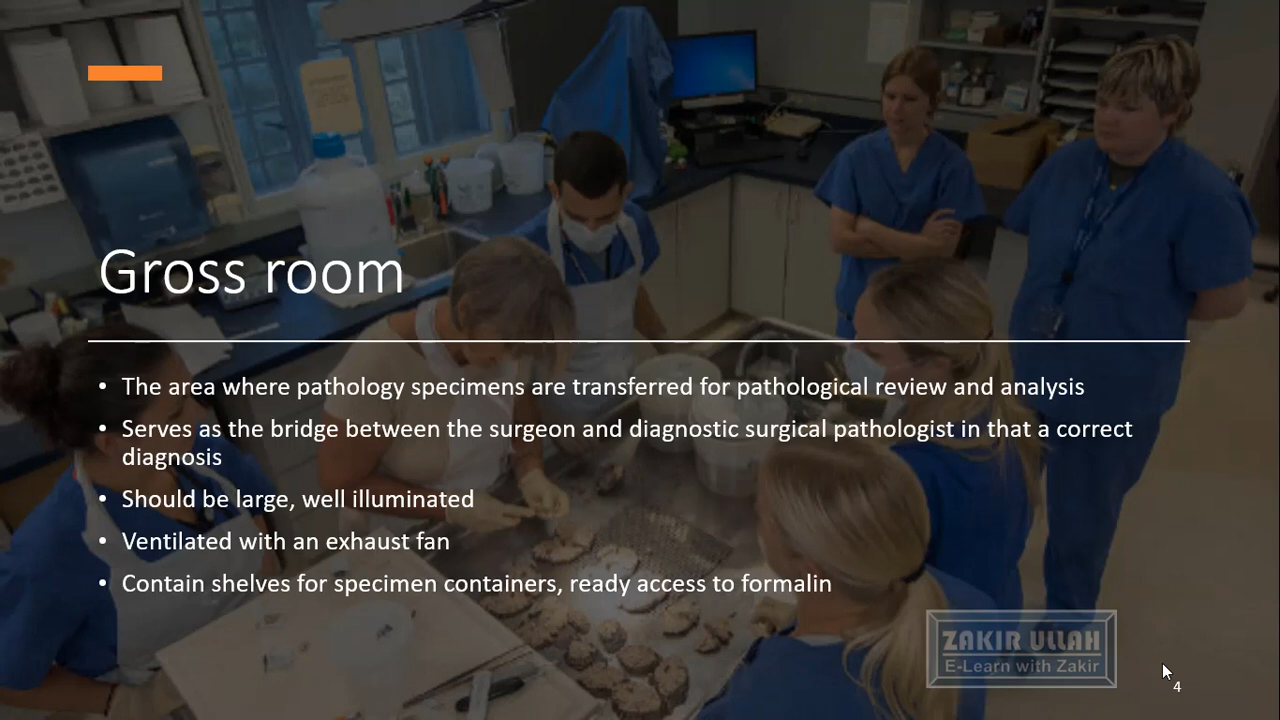 Gross room
• The area where pathology specimens are transferred for pathological review and analysis
• Serves as the bridge between the surgeon and diagnostic surgical pathologist in that a correct
diagnosis
• Should be large, well illuminated
• Ventilated with an exhaust fan
• Contain shelves for specimen containers, ready access to formalin
ZAKIR ULLAH
E-Learn with Zakir
4